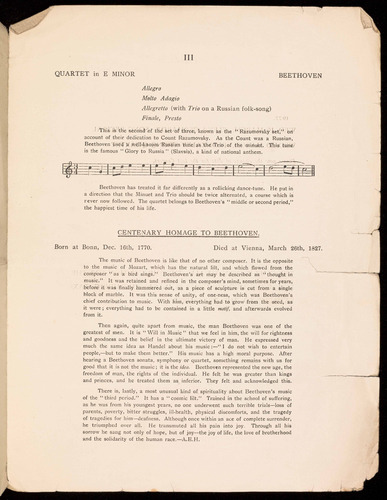 III
QUARTET in E MINOR BEETHOVEN
Allegro
Molto Adagio
Allegretto (with Trio on a Russian folk-song)
Finale, Presto
This is the second of the set of three, known as the "Razumovsky set," on
account of their dedication to Count Razumovsky. As the Count was a Russian,
Beethoven used a well-known Russian tune as the Trio of the minuet. This tune
is the famous "Glory to Russia" (Slavsia), a kind of national anthem.
Beethoven has treated it far differently as a rollicking dance-tune. He put in
a direction that the Minuet and Trio should be twice alternated, a course which is
never now followed. The quartet belongs to Beethoven's "middle or second period,"
the happiest time of his life.
CENTENARY HOMAGE TO BEETHOVEN.
Born at Bonn, Dec. 16th, 1770. Died at Vienna, March 26th, 1827.
The music of Beethoven is like that of no other composer. It is the opposite
to the music of Mozart, which has the natural lilt, and which flowed from the
composer "as a bird sings." Beethoven's art may be described as "thought in
music." It was retained and refined in the composer's mind, sometimes for years,
before it was finally hammered out, as a piece of sculpture is cut from a single
block of marble. It was this sense of unity, of one-ness, which was Beethoven's
chief contribution to music. With him, everything had to grow from the seed, as
it were; everything had to be contained in a little motif, and afterwards evolved
from it.
Then again, quite apart from music, the man Beethoven was one of the
greatest of men. It is "Will in Music" that we feel in him, the will for righteous-
and goodness and the belief in the ultimate victory of man. He expressed very
much the same idea as Handel about his music:—"I do not wish to entertain
people,—but to make them better." His music has a high moral purpose. After
hearing a Beethoven sonata, symphony or quartet, something remains with us for
good that it is not the music; it is the idea. Beethoven represented the new age, the
freedom of man, the rights of the individual. He felt he was greater than kings
and princes, and he treated them as inferior. They felt and acknowledged this.
There is, lastly, a most unusual kind of spirituality about Beethoven's music
of the "third period." It has a "cosmic lilt." Trained in the school of suffering,
as he was from his youngest years, no one underwent such terrible trials—loss of
parents, poverty, bitter struggles, ill-health, physical discomforts, and the tragedy
of tragedies for him—deafness. Although once within an ace of complete surrender,
he triumphed over all. He transmuted all his pain into joy. Through all his
sorrow he sang not only of hope, but of joy—the joy of life, the love of brotherhood
and the solidarity of the human race.—A.E.H.